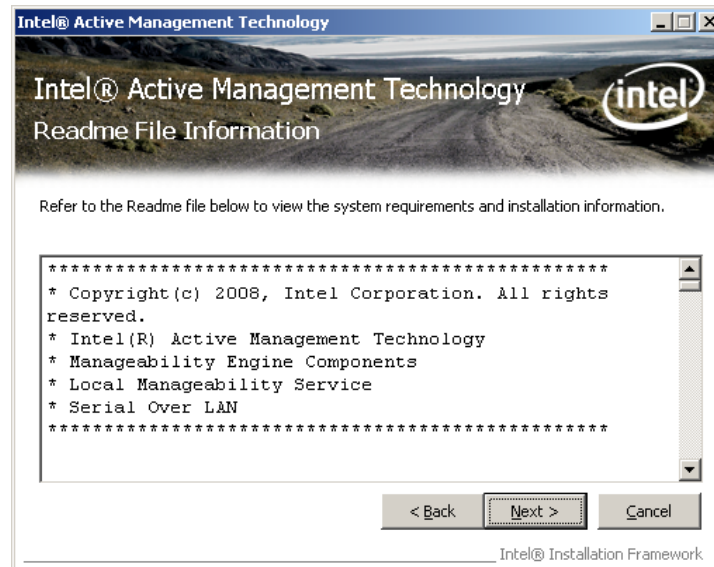 Intel® Active Management Technology
Intel® Active Management Technology
intel
Readme File Information
Refer to the Readme file below to view the system requirements and installation information.
**************************************************
* Copyright(c) 2008, Intel Corporation. All rights
reserved.
* Intel(R) Active Management Technology
* Manageability Engine Components
* Local Manageability Service
* Serial Over LAN
**************************************************
< Back Next > Cancel
Intel® Installation Framework